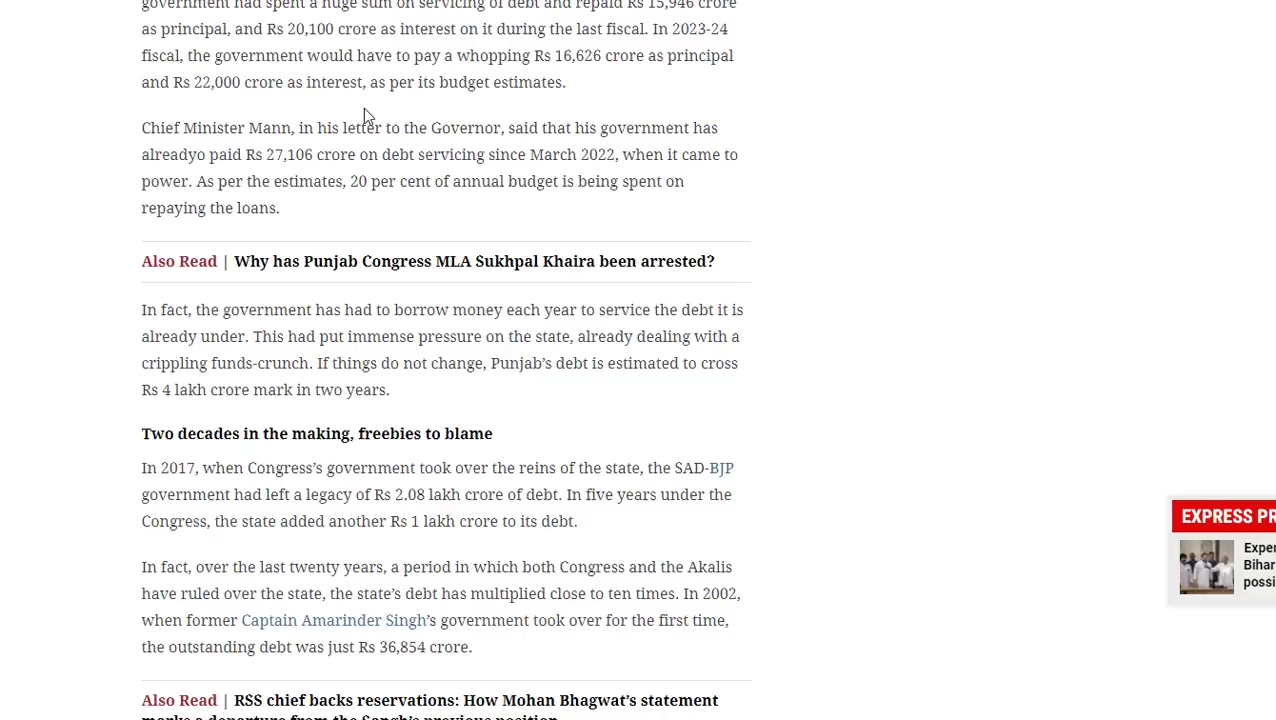 government had spent a huge sum on servicing of debt and repaid Rs 15,946 crore
as principal, and Rs 20,100 crore as interest on it during the last fiscal. In 2023-24
fiscal, the government would have to pay a whopping Rs 16,626 crore as principal
and Rs 22,000 crore as interest, as per its budget estimates.
Chief Minister Mann, in his letter to the Governor, said that his government has
alreadyo paid Rs 27,106 crore on debt servicing since March 2022, when it came to
power. As per the estimates, 20 per cent of annual budget is being spent on
repaying the loans.
Also Read | Why has Punjab Congress MLA Sukhpal Khaira been arrested?
In fact, the government has had to borrow money each year to service the debt it is
already under. This had put immense pressure on the state, already dealing with a
crippling funds-crunch. If things do not change, Punjab’s debt is estimated to cross
Rs 4 lakh crore mark in two years.
Two decades in the making, freebies to blame
In 2017, when Congress’s government took over the reins of the state, the SAD-BJP
government had left a legacy of Rs 2.08 lakh crore of debt. In five years under the
Congress, the state added another Rs 1 lakh crore to its debt.
In fact, over the last twenty years, a period in which both Congress and the Akalis
have ruled over the state, the state’s debt has multiplied close to ten times. In 2002,
when former Captain Amarinder Singh’s government took over for the first time,
the outstanding debt was just Rs 36,854 crore.
Also Read | RSS chief backs reservations: How Mohan Bhagwat’s statement
marks a departure from the Sangh’s previous position
EXPRESS PR
Exper
Bihar
possi